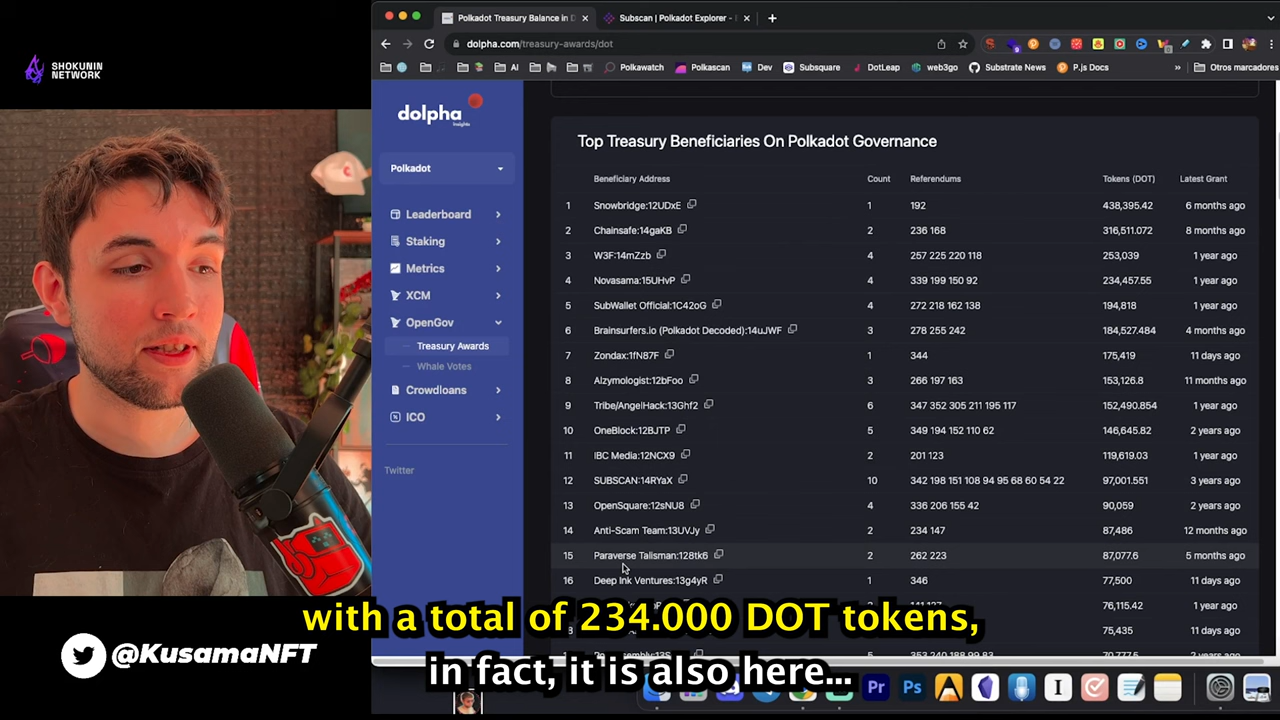 SHOKUNIN
NETWORK
Polkadot Treasury Balance in D
Subscan | Polkadot Explorer -
dolpha.com/treasury-awards/dot
AI
Polkawatch
Polkascan
Dev
Subsquare
DotLeap
web3go
Substrate News
P.js Docs
»
Otros marcadores
dolpha
Insights
Polkadot
Leaderboard
Staking
Metrics
XCM
OpenGov
Treasury Awards
Whale Votes
Crowdloans
ICO
Twitter
Top Treasury Beneficiaries On Polkadot Governance
Beneficiary Address Count Referendums Tokens (DOT) Latest Grant
1 Snowbridge:12UDxE 1 192 438,395.42 6 months ago
2 Chainsafe:14gaKB 2 236 168 316,511.072 8 months ago
3 W3F:14mZzb 4 257 225 220 118 253,039 1 year ago
4 Novasama:15UHvP 4 339 199 150 92 234,457.55 1 year ago
5 SubWallet Official:1C42oG 4 272 218 162 138 194,818 1 year ago
6 Brainsurfers.io (Polkadot Decoded):14uJWF 3 278 255 242 184,527.484 4 months ago
7 Zondax:1fN87F 1 344 175,419 11 days ago
8 Alzymologist:12bFoo 3 266 197 163 153,126.8 11 months ago
9 Tribe/AngelHack:13Ghf2 6 347 352 305 211 195 117 152,490.854 1 year ago
10 OneBlock:12BJTP 5 349 194 152 110 62 146,645.82 2 years ago
11 IBC Media:12NCX9 2 201 123 119,619.03 1 year ago
12 SUBSCAN:14RYaX 10 342 198 151 108 94 95 68 60 54 22 97,001.551 3 years ago
13 OpenSquare:12sNU8 4 336 206 155 42 90,059 2 years ago
14 Anti-Scam Team:13UVJy 2 234 147 87,486 12 months ago
15 Paraverse Talisman:128tk6 2 262 223 87,077.6 5 months ago
16 Deep Ink Ventures:13g4yR 1 346 77,500 11 days ago
76,115.42 1 year ago
75,435 11 days ago
with a total of 234.000 DOT tokens,
in fact, it is also here...
@KusamaNFT
Pr
Ps